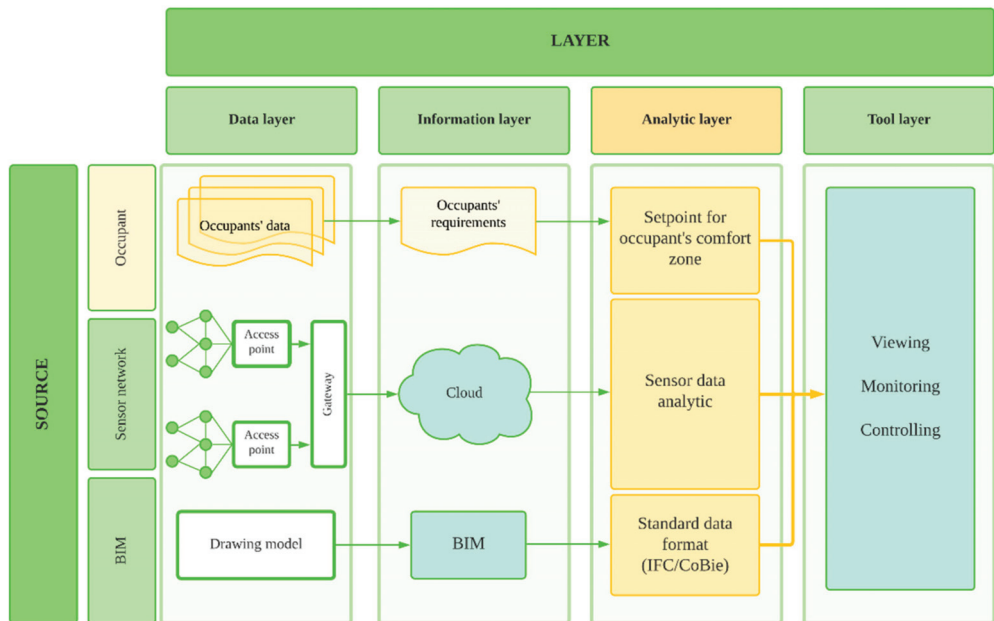 LAYER
Data layer
Information layer
Analytic layer
Tool layer
SOURCE
Occupant
Occupants' data
Occupants'
requirements
Setpoint for
occupant's comfort
zone
Sensor network
Access
point
Access
point
Gateway
Cloud
Sensor data
analytic
Viewing
Monitoring
Controlling
BIM
Drawing model
BIM
Standard data
format
(IFC/CoBie)